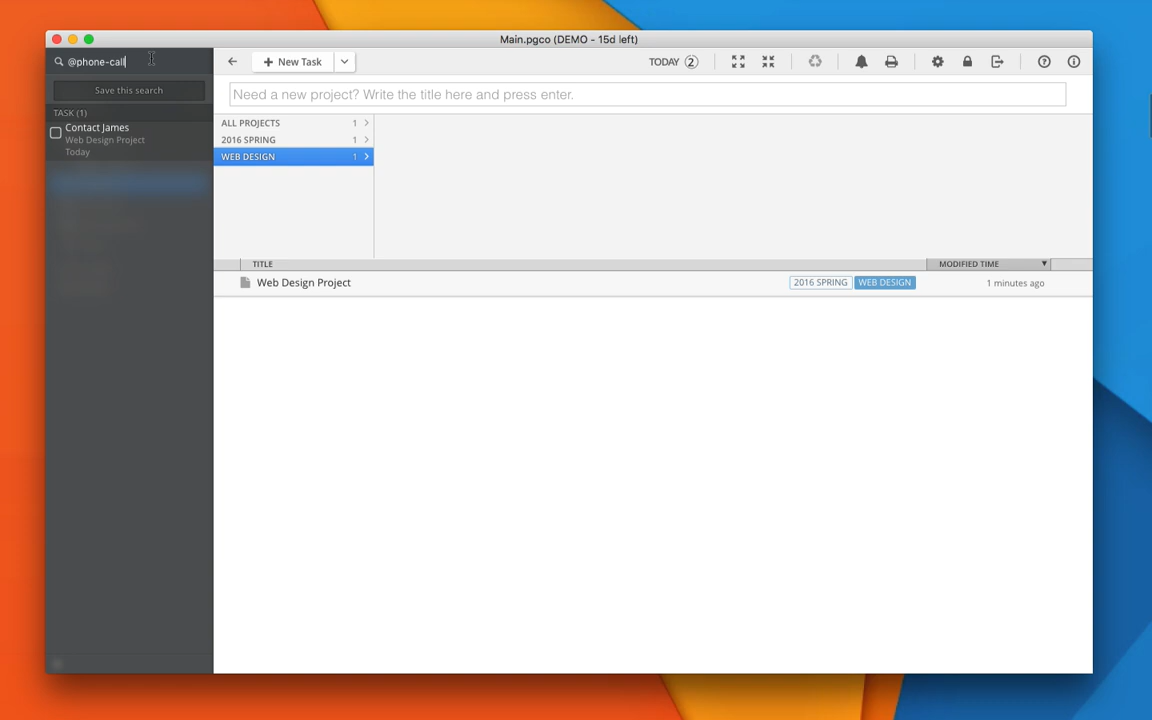 Main.pgco (DEMO - 15d left)
@phone-call
New Task
TODAY 2
Save this search
Need a new project? Write the title here and press enter.
TASK (1)
Contact James
Web Design Project
Today
ALL PROJECTS 1
2016 SPRING 1
WEB DESIGN 1
TITLE
MODIFIED TIME
Web Design Project
2016 SPRING
WEB DESIGN
1 minutes ago